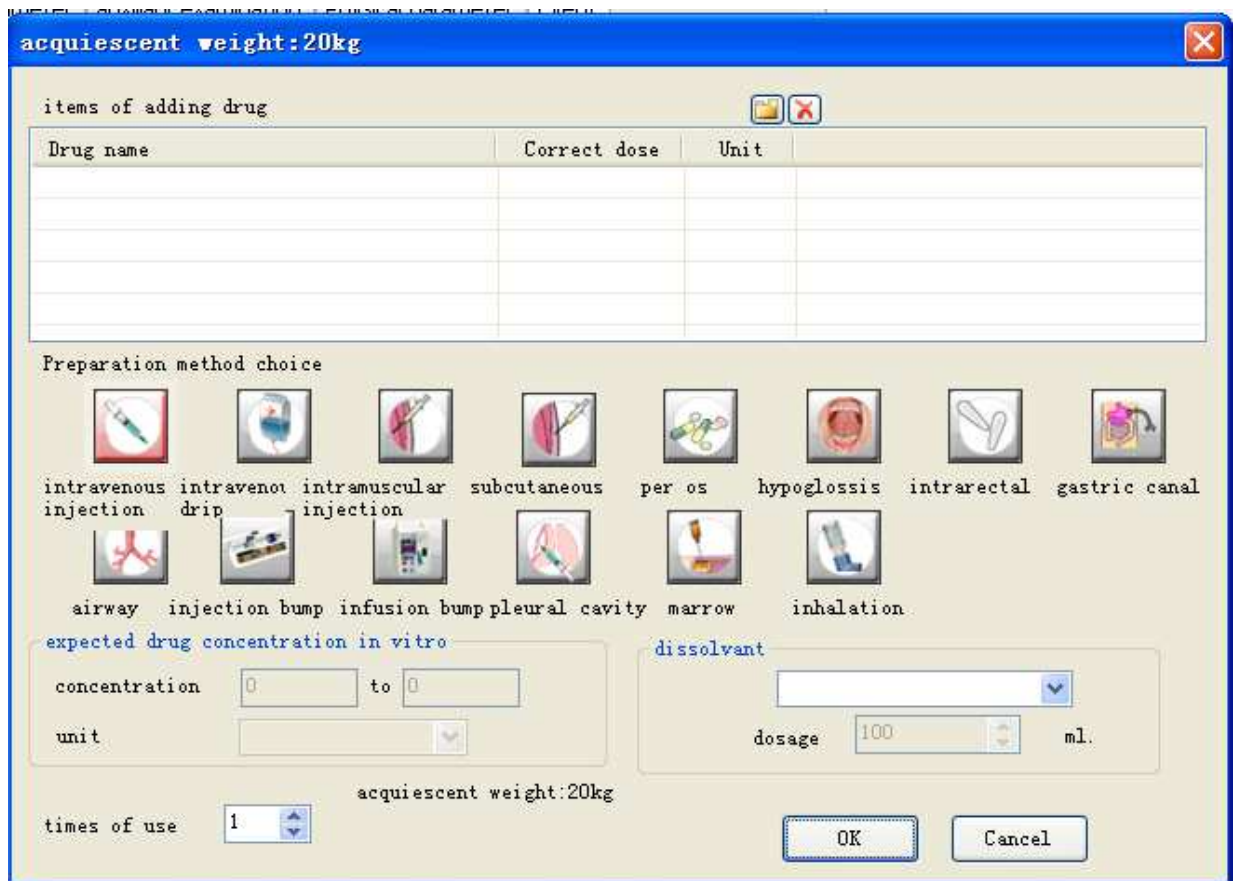 acquiescent weight:20kg
items of adding drug
Drug name Correct dose Unit
Preparation method choice
intravenous intravenou intramuscular subcutaneous per os hypoglossis intrarectal gastric canal
injection drip injection
airway injection bump infusion bump pleural cavity marrow inhalation
expected drug concentration in vitro
dissolvant
concentration 0 to 0
unit
dosage 100 ml.
acquiescent weight:20kg
times of use 1
OK Cancel